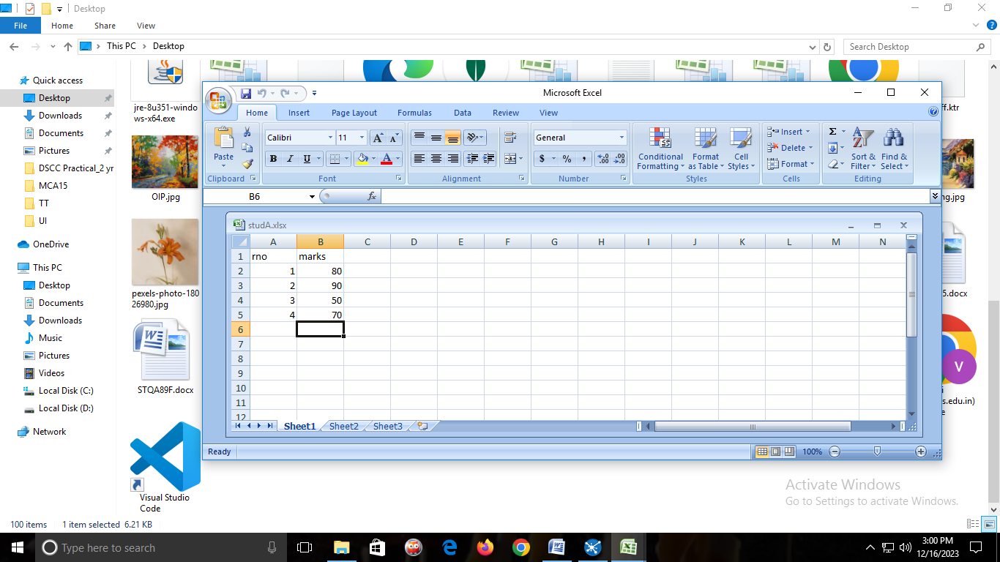 Desktop
File Home Share View
This PC Desktop
Search Desktop
Quick access
Desktop
Downloads
Documents
Pictures
DSCC Practical_2 yr
MCA15
TT
UI
OneDrive
This PC
Desktop
Documents
Downloads
Music
Pictures
Videos
Local Disk (C:)
Local Disk (D:)
Network
jre-8u351-windo
ws-x64.exe
OIP.jpg
pexels-photo-18
026980.jpg
STQA89F.docx
Visual Studio
Code
ff.ktr
ng.jpg
5.docx
V
s.edu.in)
e
Microsoft Excel
Home Insert Page Layout Formulas Data Review View
Paste
Clipboard
Calibri 11
B I U
Font
Alignment
General
$ % ,
Number
Conditional
Formatting
Format
as Table
Cell
Styles
Styles
Insert
Delete
Format
Cells
Σ
Sort &
Filter
Find &
Select
Editing
B6 fx
studA.xlsx
A B C D E F G H I J K L M N
1 rno marks
2 1 80
3 2 90
4 3 50
5 4 70
6
7
8
9
10
11
12
Sheet1 Sheet2 Sheet3
Ready 100%
Activate Windows
Go to Settings to activate Windows.
100 items 1 item selected 6.21 KB
Type here to search
3:00 PM
12/16/2023